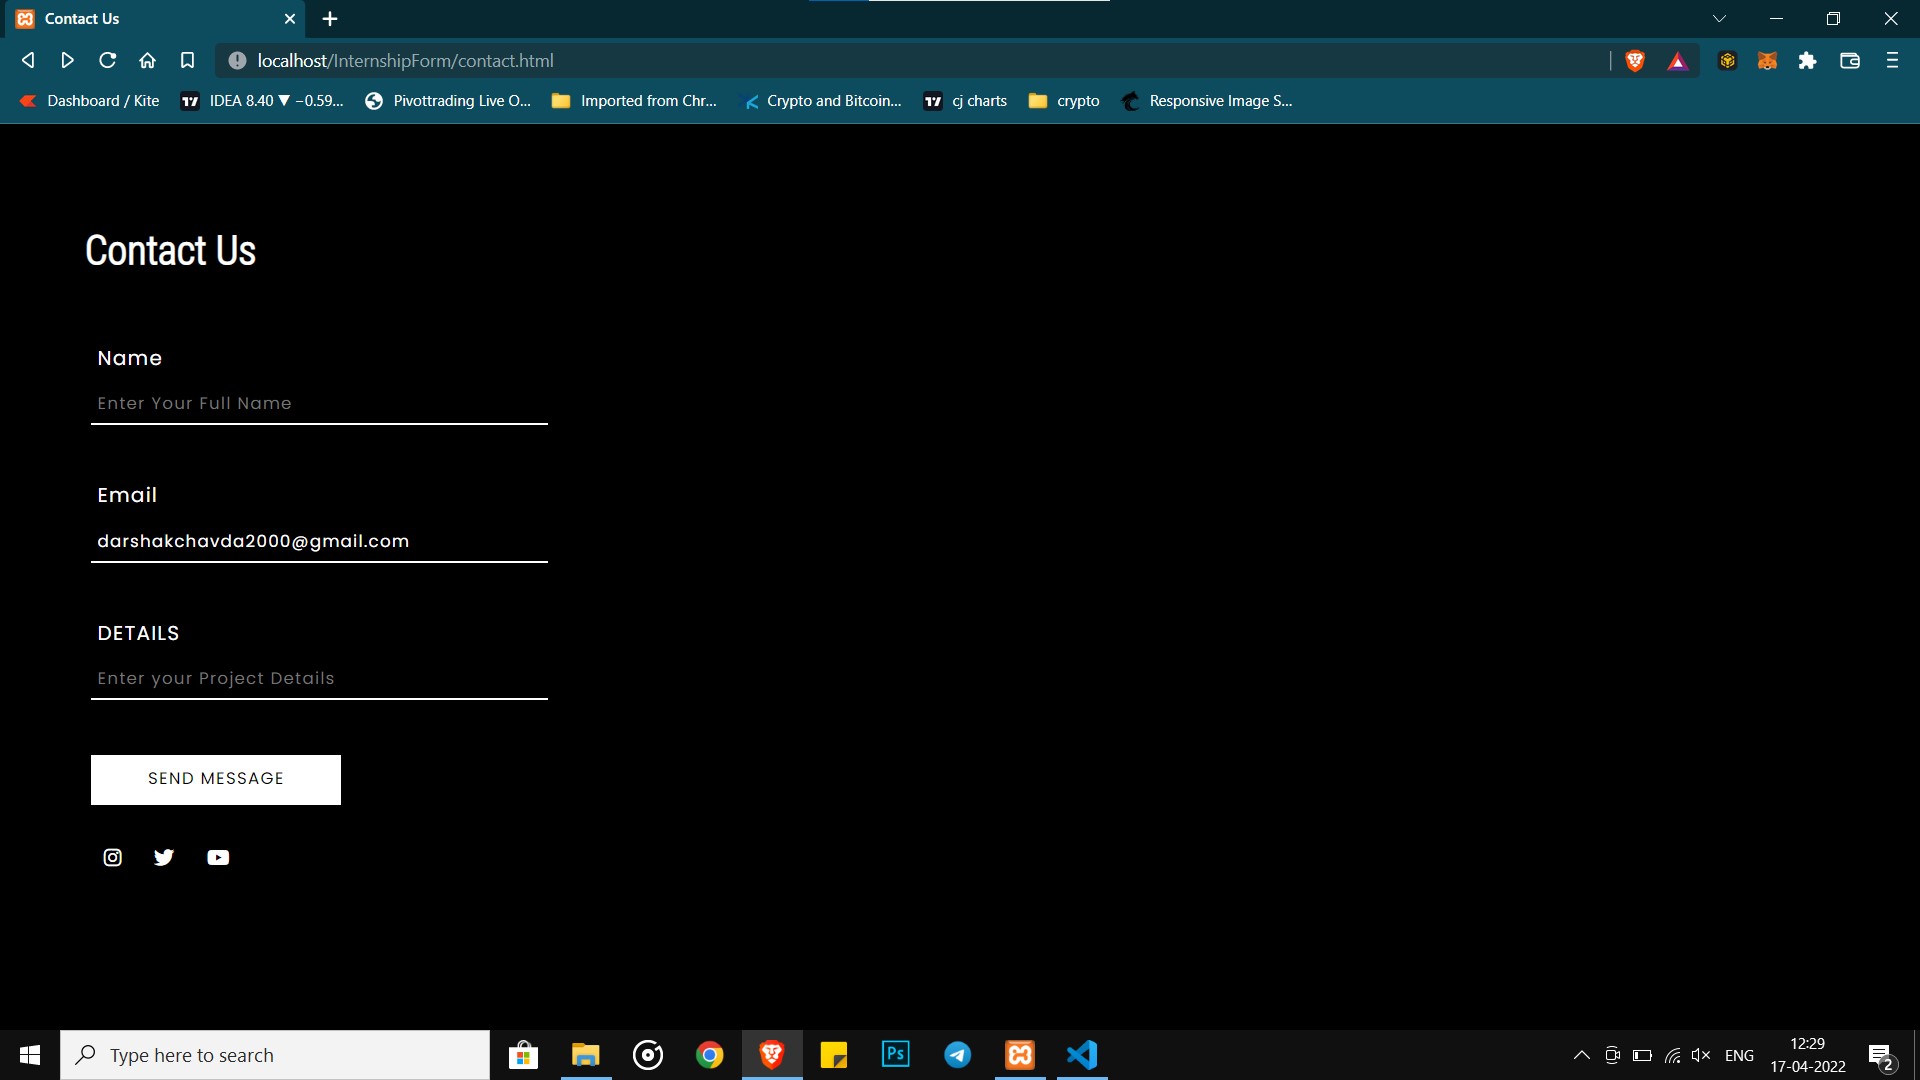 Contact Us
localhost/InternshipForm/contact.html
Dashboard / Kite IDEA 8.40 ▼ −0.59... Pivottrading Live O... Imported from Chr... Crypto and Bitcoin... cj charts crypto Responsive Image S...
Contact Us
Name
Enter Your Full Name
Email
darshakchavda2000@gmail.com
DETAILS
Enter your Project Details
SEND MESSAGE
Type here to search
Ps
ENG
12:29
17-04-2022
2